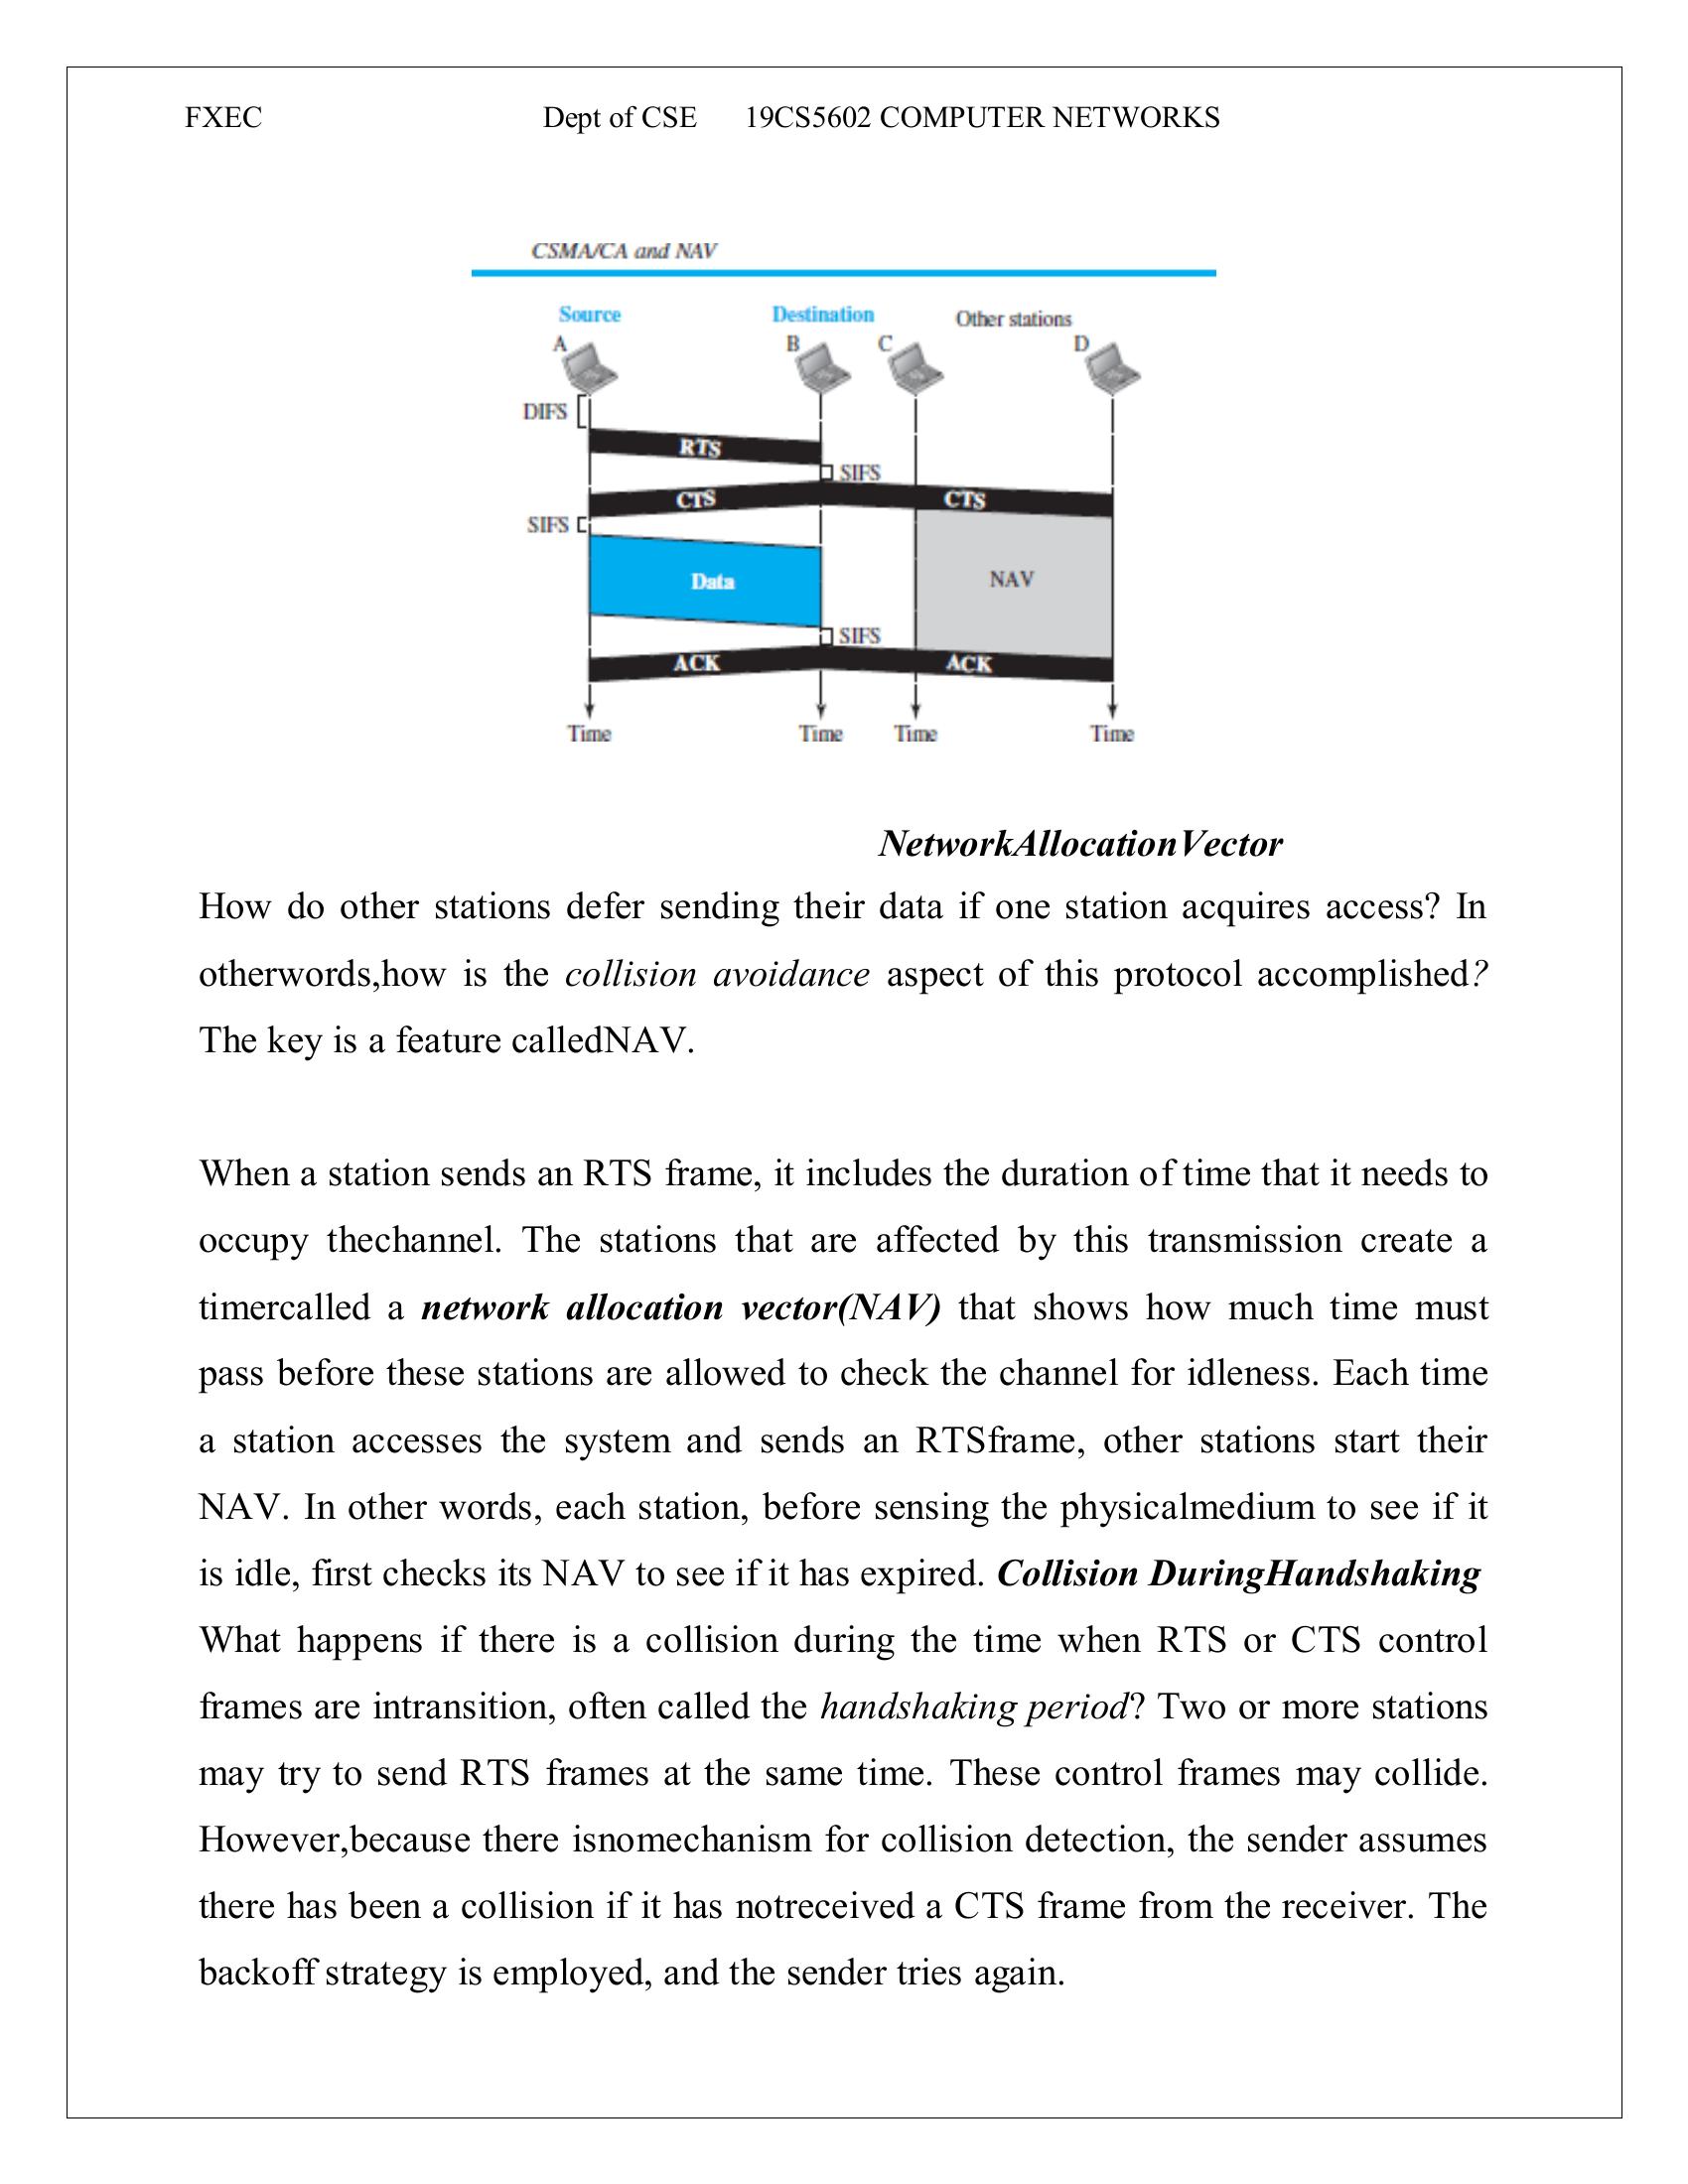 FXEC Dept of CSE 19CS5602 COMPUTER NETWORKS
CSMA/CA and NAV
Source Destination Other stations
A B C D
DIFS
RTS
SIFS
CTS CTS
SIFS
Data NAV
SIFS
ACK ACK
Time Time Time Time
NetworkAllocationVector
How do other stations defer sending their data if one station acquires access? In
otherwords,how is the collision avoidance aspect of this protocol accomplished?
The key is a feature calledNAV.
When a station sends an RTS frame, it includes the duration of time that it needs to
occupy thechannel. The stations that are affected by this transmission create a
timercalled a network allocation vector(NAV) that shows how much time must
pass before these stations are allowed to check the channel for idleness. Each time
a station accesses the system and sends an RTSframe, other stations start their
NAV. In other words, each station, before sensing the physicalmedium to see if it
is idle, first checks its NAV to see if it has expired. Collision DuringHandshaking
What happens if there is a collision during the time when RTS or CTS control
frames are intransition, often called the handshaking period? Two or more stations
may try to send RTS frames at the same time. These control frames may collide.
However,because there isnomechanism for collision detection, the sender assumes
there has been a collision if it has notreceived a CTS frame from the receiver. The
backoff strategy is employed, and the sender tries again.